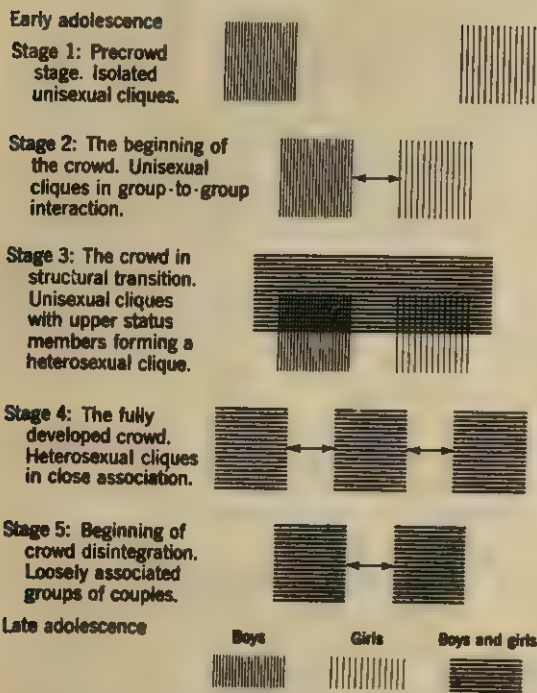 Early adolescence
Stage 1: Precrowd
stage. Isolated
unisexual cliques.
Stage 2: The beginning of
the crowd. Unisexual
cliques in group-to-group
interaction.
Stage 3: The crowd in
structural transition.
Unisexual cliques
with upper status
members forming a
heterosexual clique.
Stage 4: The fully
developed crowd.
Heterosexual cliques
in close association.
Stage 5: Beginning of
crowd disintegration.
Loosely associated
groups of couples.
Late adolescence
Boys Girls Boys and girls